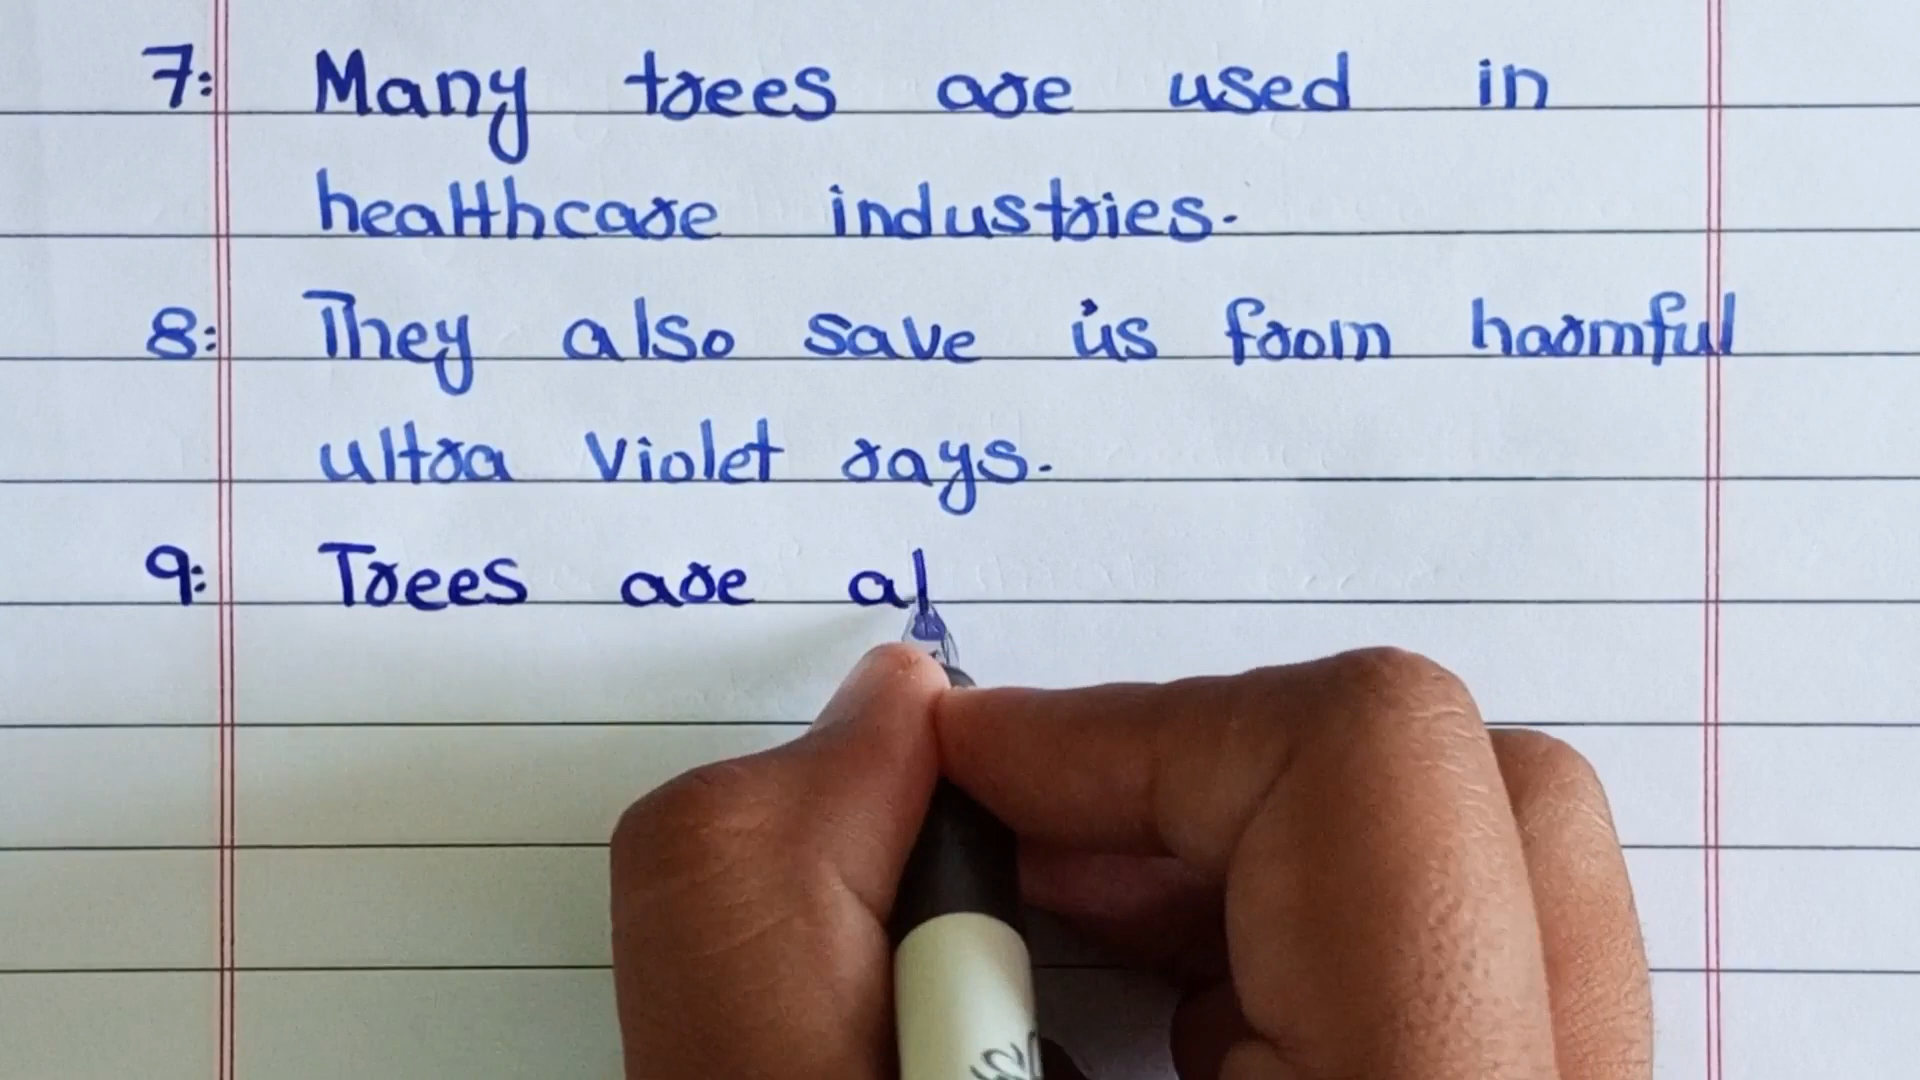 7: Many trees are used in
healthcare industries.
8: They also save us from harmful
ultra violet rays.
9: Trees are al